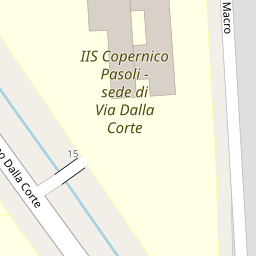 IIS Copernico
Pasoli -
sede di
Via Dalla
Corte
Macro
15
Dalla Corte